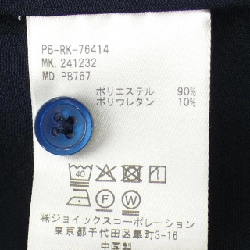 PB-RK-76414
MK. 241232
MD. P8767
ポリエステル 90%
ポリウレタン 10%
㈱ジョイックスコーポレーション
東京都千代田区麹町3-16
中国製